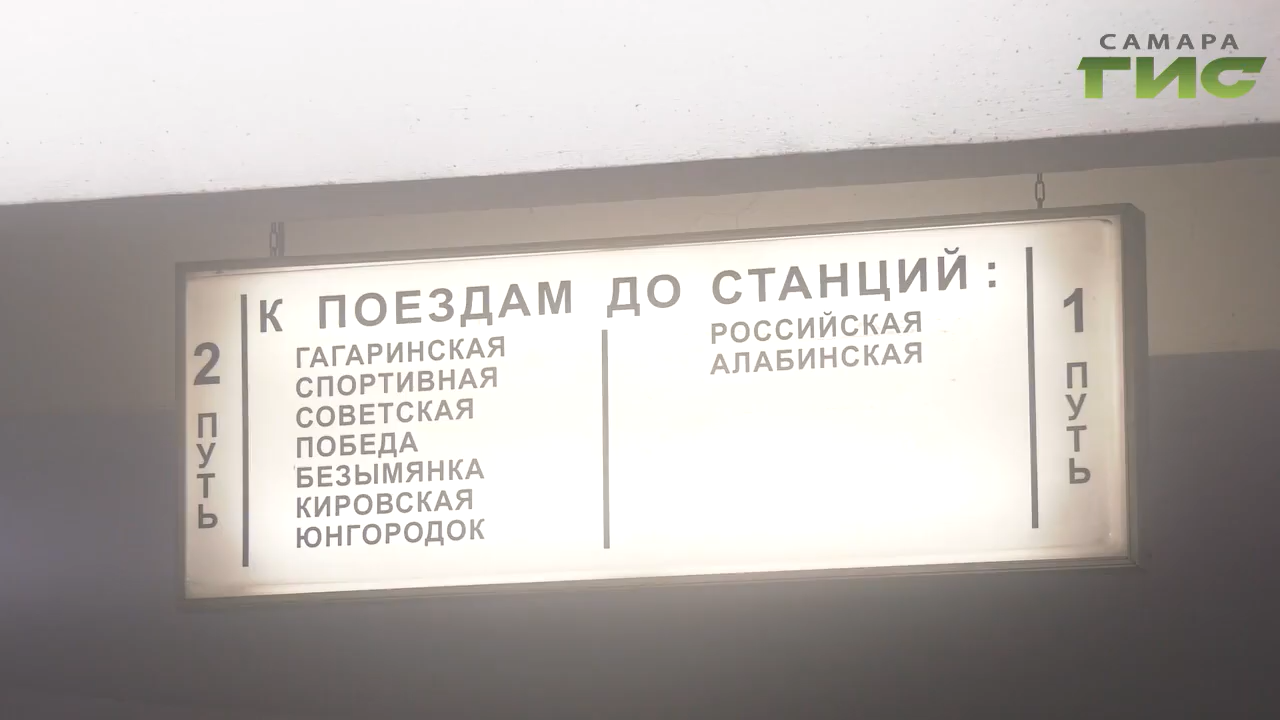 САМАРА
ГИС
К ПОЕЗДАМ ДО СТАНЦИЙ:
2 ПУТЬ
ГАГАРИНСКАЯ
СПОРТИВНАЯ
СОВЕТСКАЯ
ПОБЕДА
БЕЗЫМЯНКА
КИРОВСКАЯ
ЮНГОРОДОК
РОССИЙСКАЯ
АЛАБИНСКАЯ
1 ПУТЬ